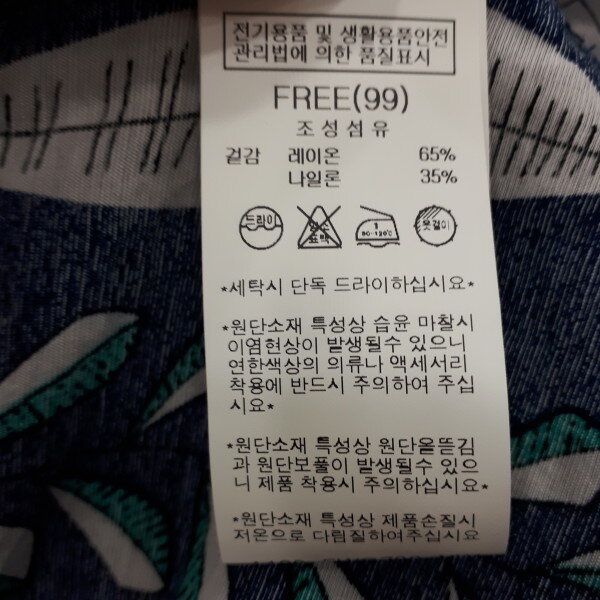 전기용품 및 생활용품안전
관리법에 의한 품질표시
FREE(99)
조성섬유
겉감 레이온 65%
나일론 35%
드라이 염소 표백 1 80~120℃ 옷걸이
*세탁시 단독 드라이하십시요*
*원단소재 특성상 습윤 마찰시
이염현상이 발생될수 있으니
연한색상의 의류나 액세서리
착용에 반드시 주의하여 주십
시요*
*원단소재 특성상 원단올뜯김
과 원단보풀이 발생될수 있으
니 제품 착용시 주의하십시요*
*원단소재 특성상 제품손질시
저온으로 다림질하여주십시요